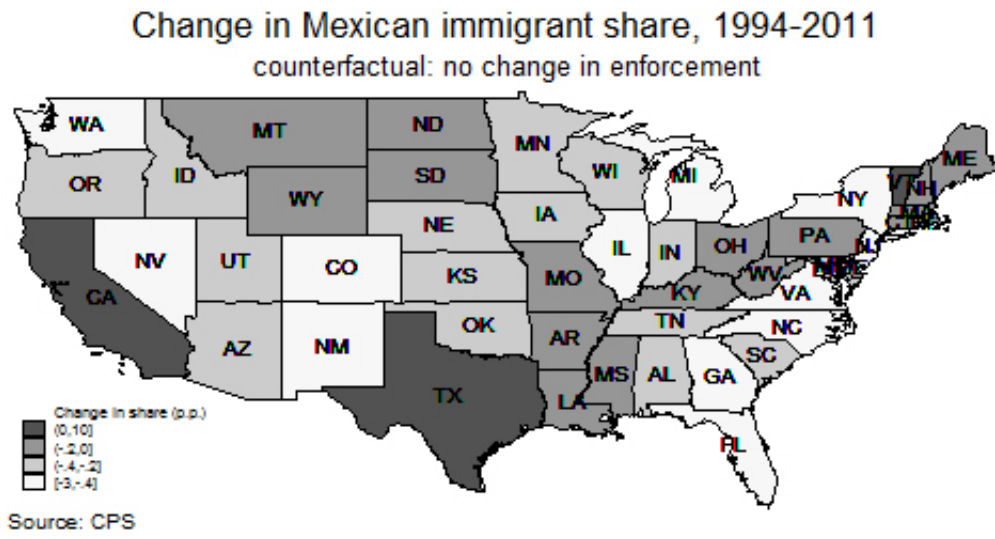 Change in Mexican immigrant share, 1994-2011
counterfactual: no change in enforcement
WA
MT
ND
MN
ME
OR
ID
SD
WI
MI
VT
NH
WY
NY
MA
NE
IA
PA
NV
UT
CO
IL
IN
OH
NJ
CA
KS
MO
WV
VA
KY
AZ
NM
OK
TN
NC
AR
SC
TX
MS
AL
GA
LA
FL
Change in share (p.p.)
(0,10]
(-.2,0]
(-.4,-.2]
[-3,-.4]
Source: CPS